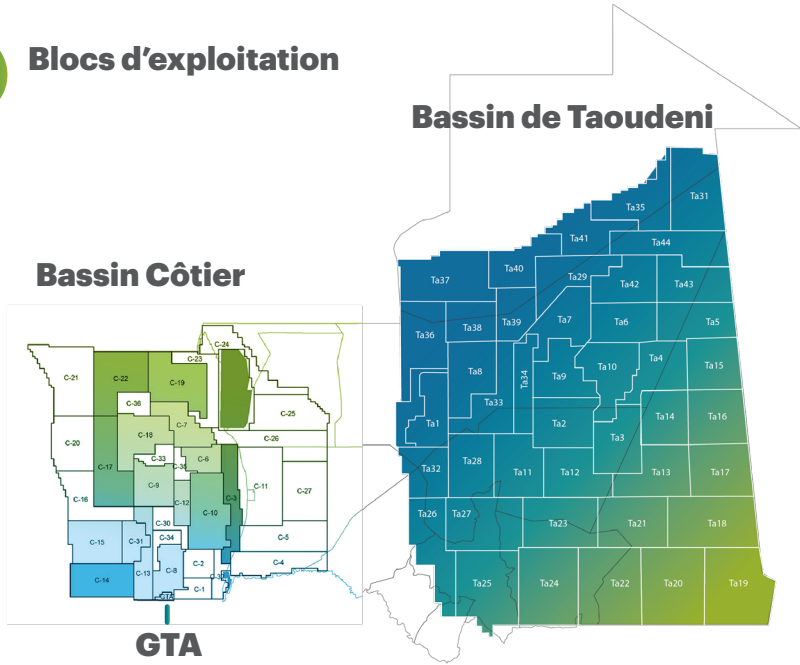 Blocs d’exploitation
Bassin de Taoudeni
Ta31
Ta35
Ta41
Ta44
Ta37
Ta40
Ta29
Ta42
Ta43
Ta36
Ta38
Ta39
Ta7
Ta6
Ta5
Ta8
Ta34
Ta9
Ta10
Ta4
Ta15
Ta33
Ta1
Ta2
Ta3
Ta14
Ta16
Ta32
Ta28
Ta11
Ta12
Ta13
Ta17
Ta26
Ta27
Ta23
Ta21
Ta18
Ta25
Ta24
Ta22
Ta20
Ta19
Bassin Côtier
C-24
C-23
C-21
C-22
C-19
C-36
C-25
C-7
C-20
C-18
C-26
C-33
C-6
C-35
C-17
C-11
C-27
C-16
C-9
C-3
C-12
C-10
C-30
C-15
C-31
C-34
C-5
C-2
C-4
C-14
C-13
C-8
C-1
GTA
GTA